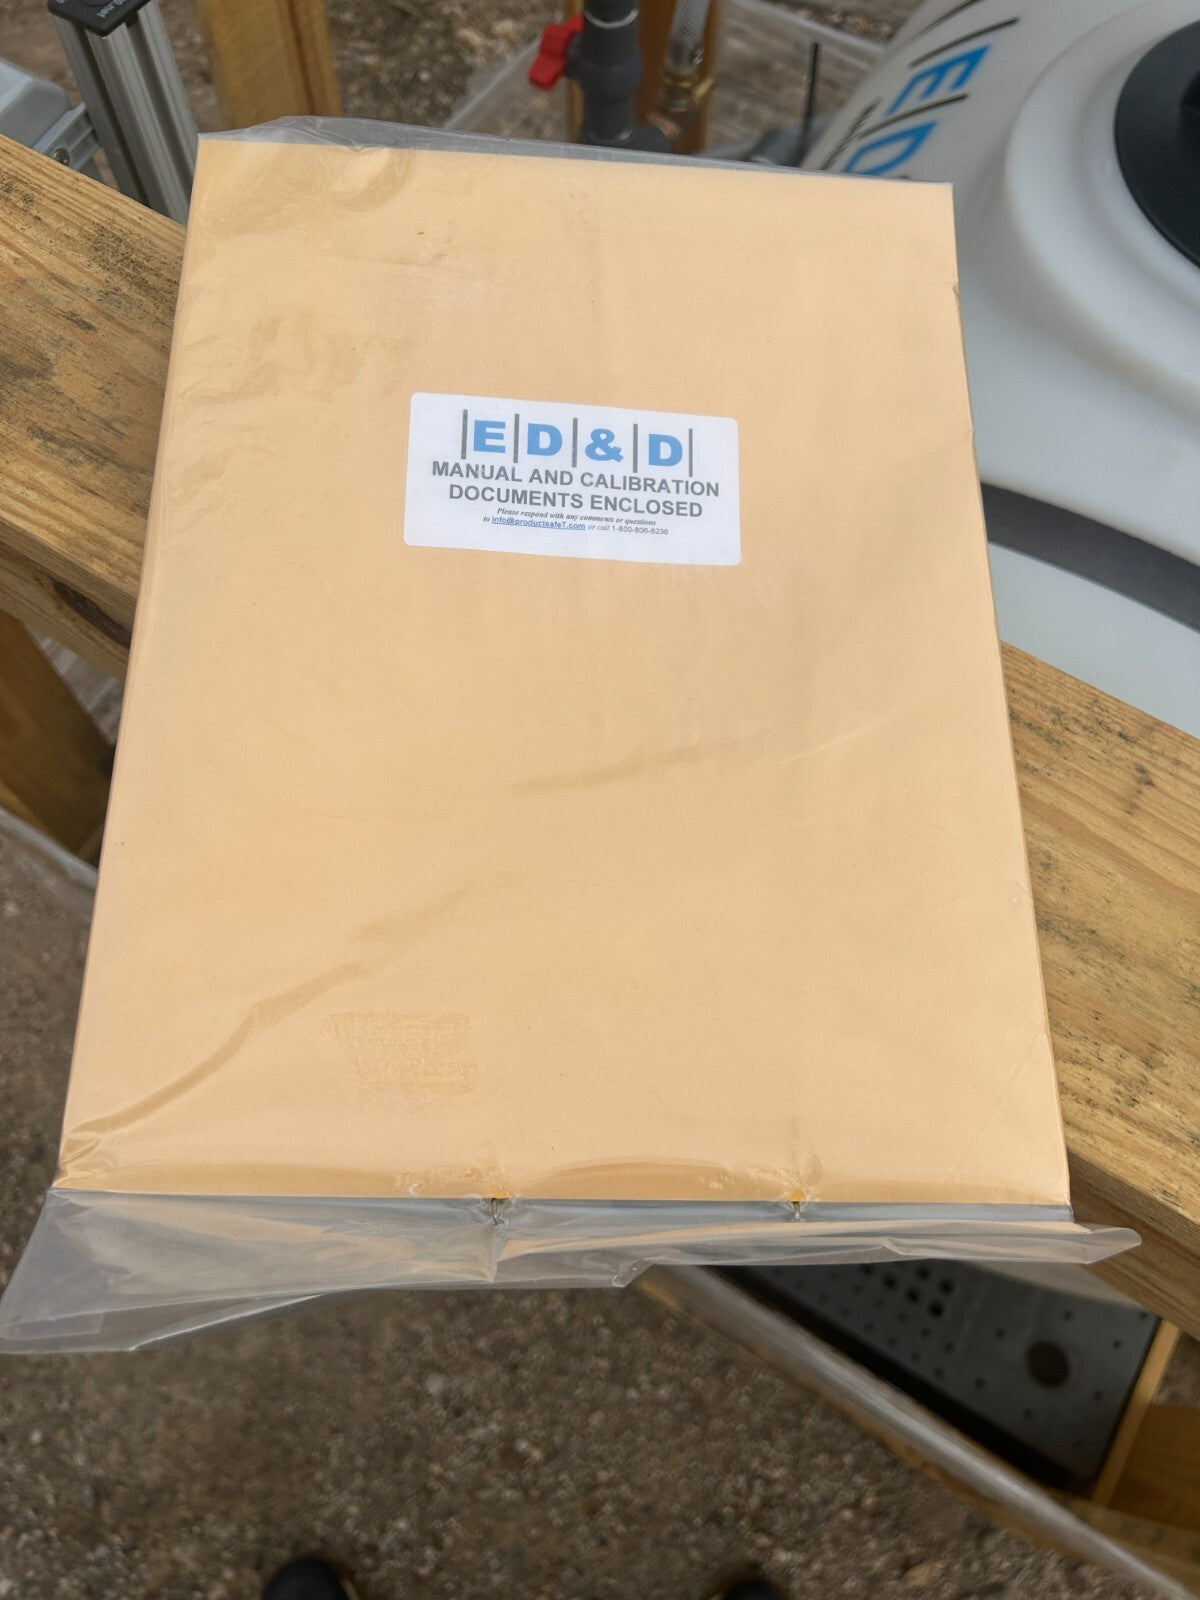 |E|D|&|D|
MANUAL AND CALIBRATION
DOCUMENTS ENCLOSED
Please respond with any comments or questions
to info@productsafeT.com or call 1-800-806-6236
|E|D